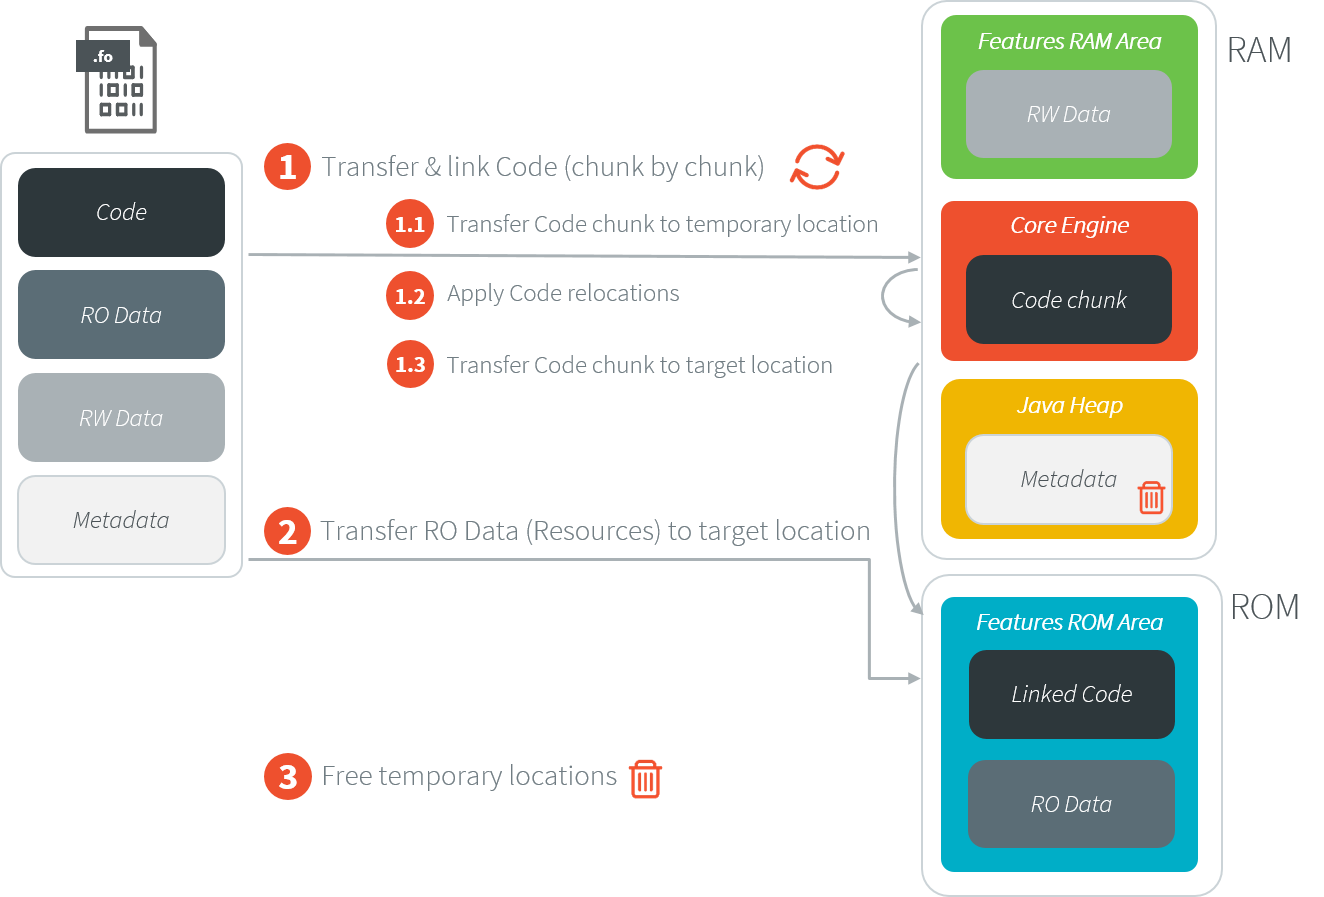 .fo
Code
RO Data
RW Data
Metadata
1 Transfer & link Code (chunk by chunk)
1.1 Transfer Code chunk to temporary location
1.2 Apply Code relocations
1.3 Transfer Code chunk to target location
2 Transfer RO Data (Resources) to target location
3 Free temporary locations
RAM
Features RAM Area
RW Data
Core Engine
Code chunk
Java Heap
Metadata
ROM
Features ROM Area
Linked Code
RO Data